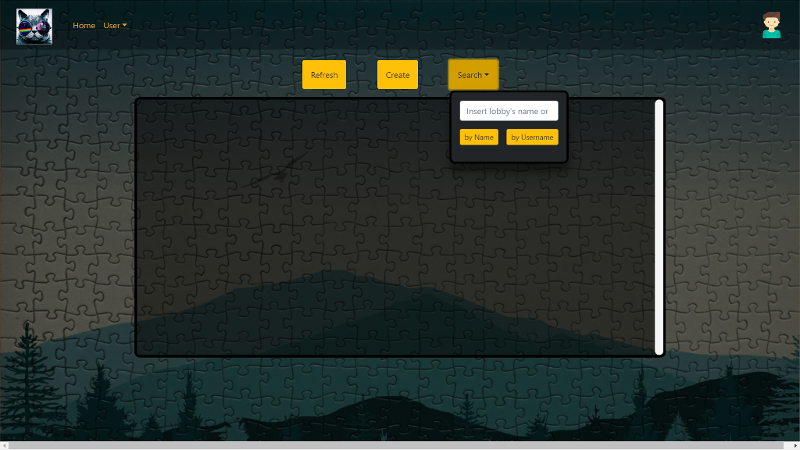 Home User
Refresh Create Search
Insert lobby's name or
by Name by Username